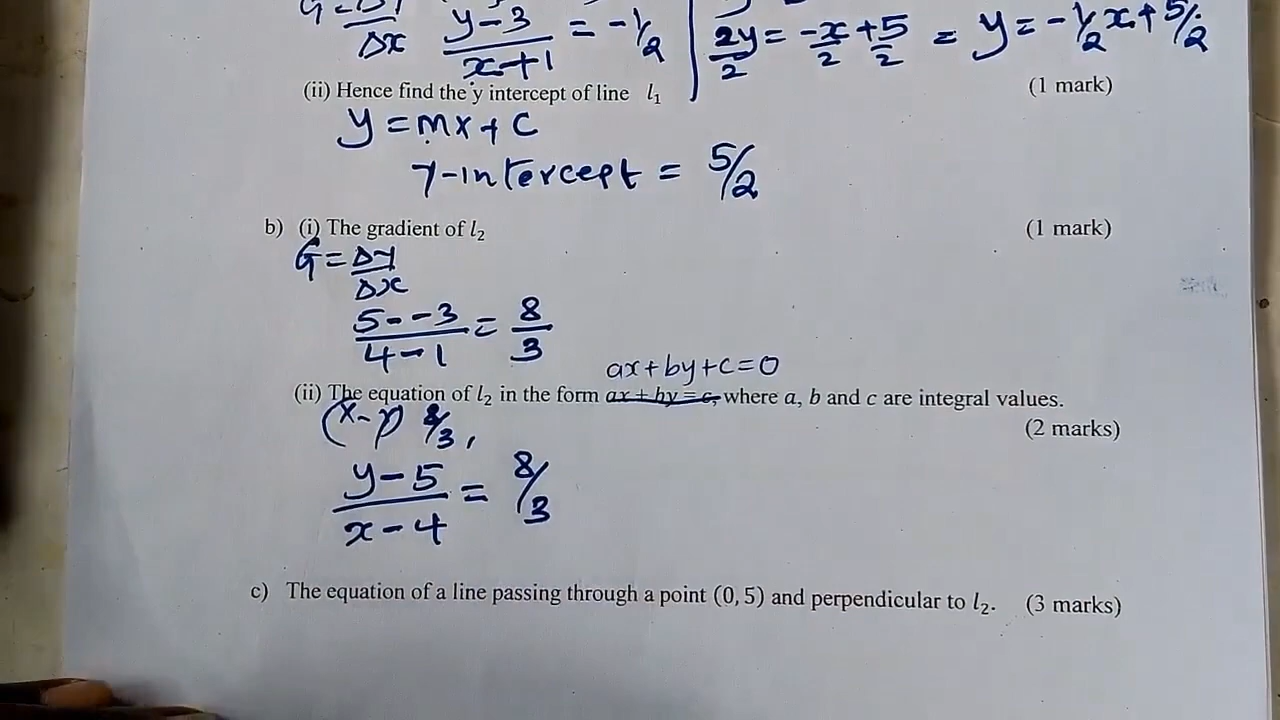 Δx y-3/x+1 = -1/2 | 2y/2 = -x/2 + 5/2 = y = -1/2 x + 5/2
(ii) Hence find the y intercept of line l₁ (1 mark)
y = mx + c
y-intercept = 5/2
b) (i) The gradient of l₂ (1 mark)
G = Δy/Δx
5--3/4-1 = 8/3
ax+by+c=0
(ii) The equation of l₂ in the form ax + by = c, where a, b and c are integral values.
(2 marks)
8/3,
y-5/x-4 = 8/3
c) The equation of a line passing through a point (0, 5) and perpendicular to l₂. (3 marks)